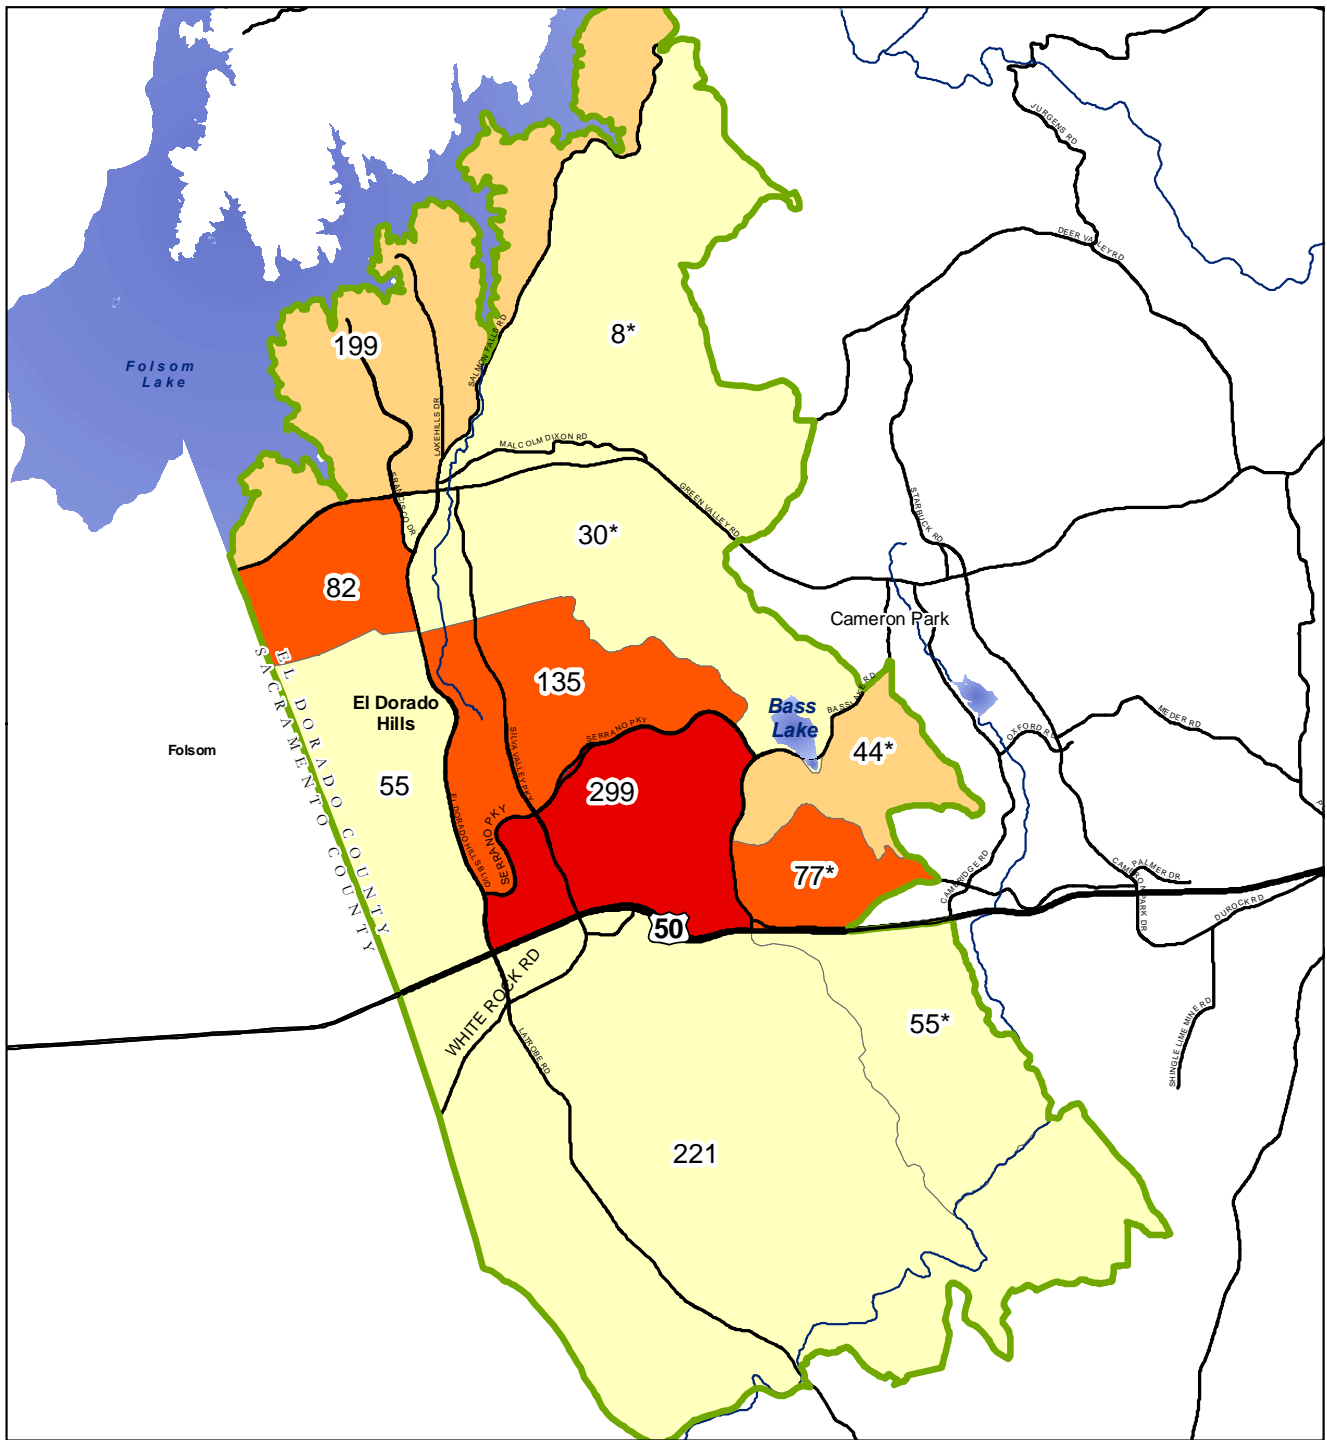 JURGENS RD
DEER VALLEY RD
8*
199
Folsom
Lake
SALMON FALLS RD
LAKEHILLS DR
MALCOLM DIXON RD
FRANCISCO DR
GREEN VALLEY RD
STARBUCK RD
30*
82
Cameron Park
EL DORADO COUNTY
SACRAMENTO COUNTY
135
El Dorado
Hills
Bass
Lake
BASS LAKE RD
SERRANO PKY
MEDER RD
OXFORD RD
Folsom
SILVA VALLEY PKY
44*
55
299
EL DORADO HILLS BLVD
SERRANO PKY
77*
CAMBRIDGE RD
PALMER DR
CAMERON PARK DR
DUROCK RD
P
50
WHITE ROCK RD
LATROBE RD
55*
SHINGLE LIME MINE RD
221